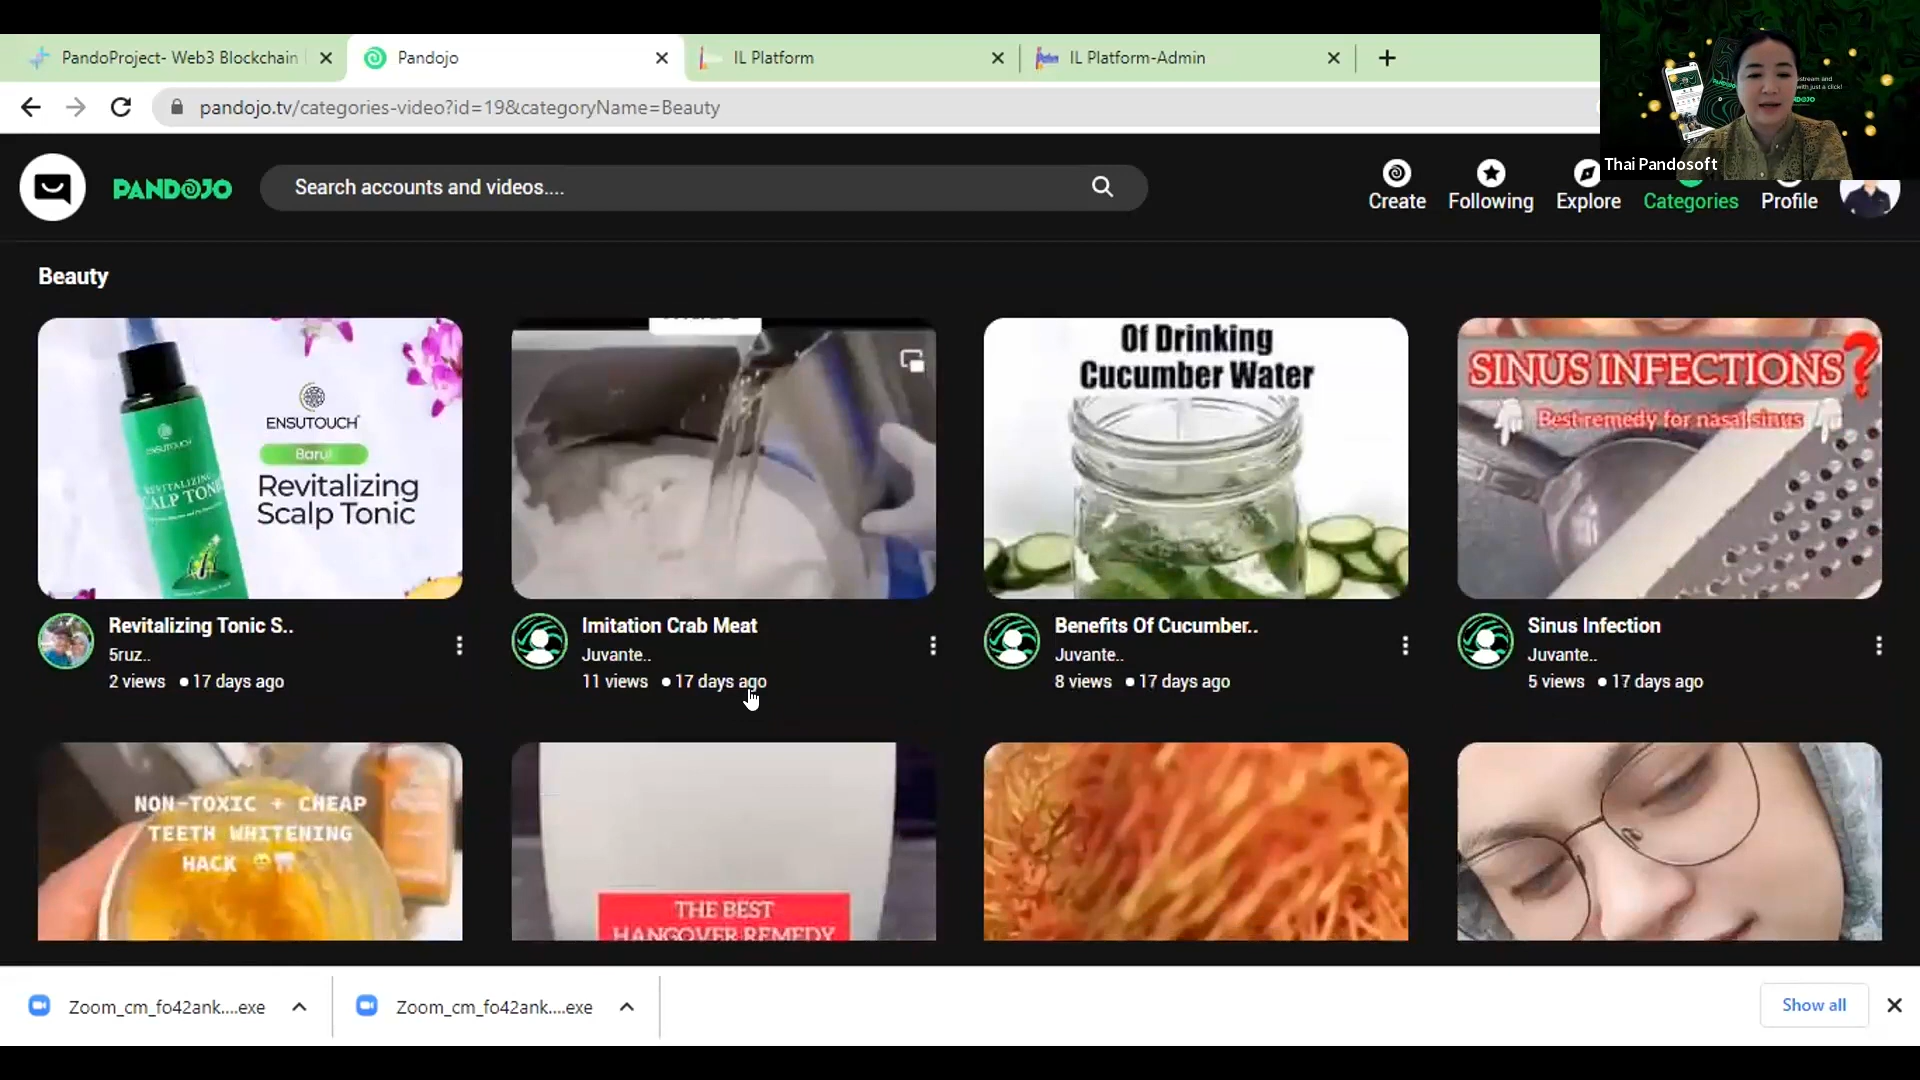 PandoProject- Web3 Blockchain
Pandojo
IL Platform
IL Platform-Admin
pandojo.tv/categories-video?id=19&categoryName=Beauty
Thai Pandosoft
PANDOJO
Search accounts and videos....
Create
Following
Explore
Categories
Profile
Beauty
ENSUTOUCH
Baru!
Revitalizing
Scalp Tonic
Of Drinking
Cucumber Water
SINUS INFECTIONS?
Best remedy for nasal sinus
Revitalizing Tonic S..
5ruz..
2 views • 17 days ago
Imitation Crab Meat
Juvante..
11 views • 17 days ago
Benefits Of Cucumber..
Juvante..
8 views • 17 days ago
Sinus Infection
Juvante..
5 views • 17 days ago
NON-TOXIC + CHEAP
TEETH WHITENING
HACK
THE BEST
HANGOVER REMEDY
Zoom_cm_fo42ank....exe
Zoom_cm_fo42ank....exe
Show all